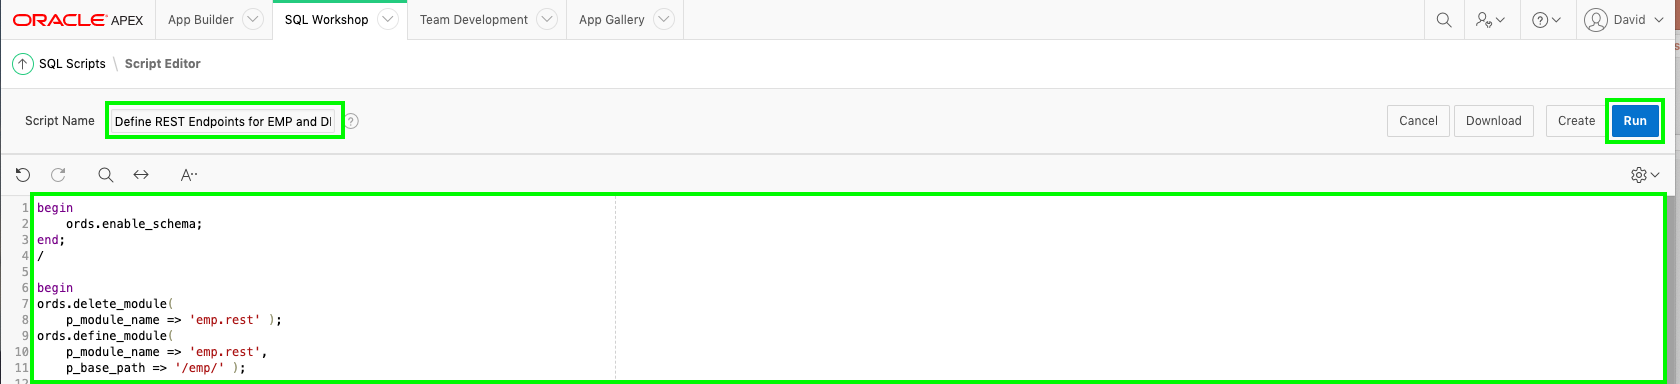 ORACLE APEX App Builder SQL Workshop Team Development App Gallery David
SQL Scripts \ Script Editor
Script Name Define REST Endpoints for EMP and D ? Cancel Download Create Run
A··
1 begin
2     ords.enable_schema;
3 end;
4 /
5
6 begin
7 ords.delete_module(
8     p_module_name => 'emp.rest' );
9 ords.define_module(
10     p_module_name => 'emp.rest',
11     p_base_path => '/emp/' );
12